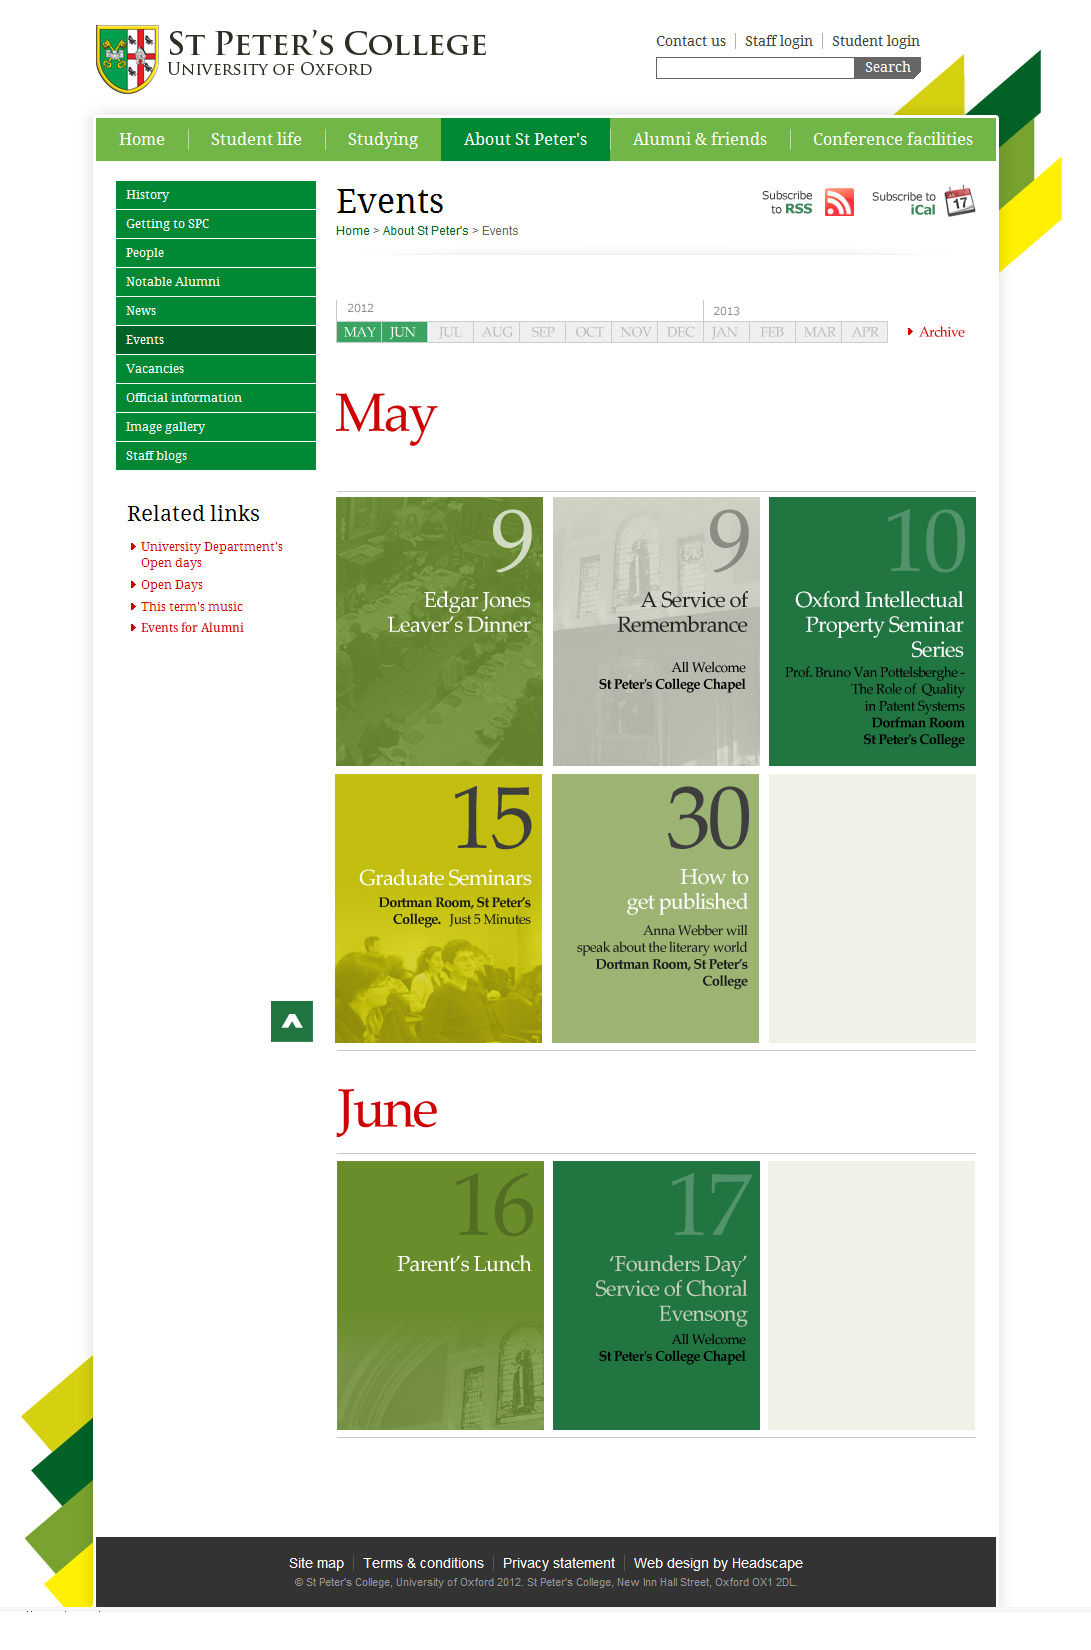 St Peter's College
University of Oxford
Contact us
Staff login
Student login
Search
Home
Student life
Studying
About St Peter's
Alumni & friends
Conference facilities
History
Getting to SPC
People
Notable Alumni
News
Events
Vacancies
Official information
Image gallery
Staff blogs
Related links
University Department's
Open days
Open Days
This term's music
Events for Alumni
Events
Home > About St Peter's > Events
Subscribe
to RSS
Subscribe to
iCal
17
2012
2013
MAY JUN JUL AUG SEP OCT NOV DEC JAN FEB MAR APR
Archive
May
9
Edgar Jones
Leaver's Dinner
9
A Service of
Remembrance
All Welcome
St Peter's College Chapel
10
Oxford Intellectual
Property Seminar
Series
Prof. Bruno Van Pottelsberghe -
The Role of Quality
in Patent Systems
Dorfman Room
St Peter's College
15
Graduate Seminars
Dortman Room, St Peter's
College. Just 5 Minutes
30
How to
get published
Anna Webber will
speak about the literary world
Dortman Room, St Peter's
College
June
16
Parent's Lunch
17
'Founders Day'
Service of Choral
Evensong
All Welcome
St Peter's College Chapel
Site map
Terms & conditions
Privacy statement
Web design by Headscape
© St Peter's College, University of Oxford 2012. St Peter's College, New Inn Hall Street, Oxford OX1 2DL.